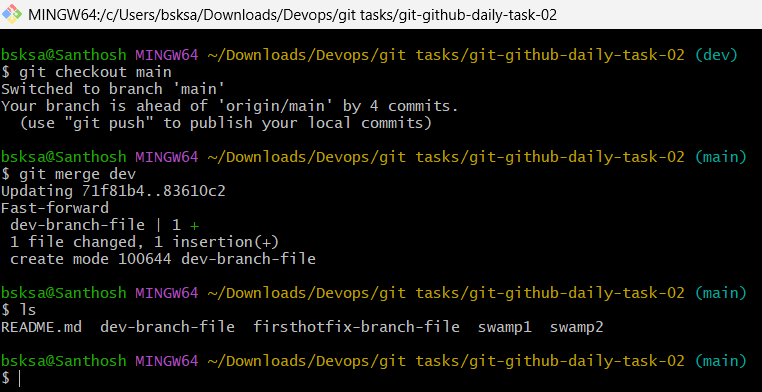 MINGW64:/c/Users/bsksa/Downloads/Devops/git tasks/git-github-daily-task-02
bsksa@Santhosh MINGW64 ~/Downloads/Devops/git tasks/git-github-daily-task-02 (dev)
$ git checkout main
Switched to branch 'main'
Your branch is ahead of 'origin/main' by 4 commits.
  (use "git push" to publish your local commits)
bsksa@Santhosh MINGW64 ~/Downloads/Devops/git tasks/git-github-daily-task-02 (main)
$ git merge dev
Updating 71f81b4..83610c2
Fast-forward
 dev-branch-file | 1 +
 1 file changed, 1 insertion(+)
 create mode 100644 dev-branch-file
bsksa@Santhosh MINGW64 ~/Downloads/Devops/git tasks/git-github-daily-task-02 (main)
$ ls
README.md  dev-branch-file  firsthotfix-branch-file  swamp1  swamp2
bsksa@Santhosh MINGW64 ~/Downloads/Devops/git tasks/git-github-daily-task-02 (main)
$